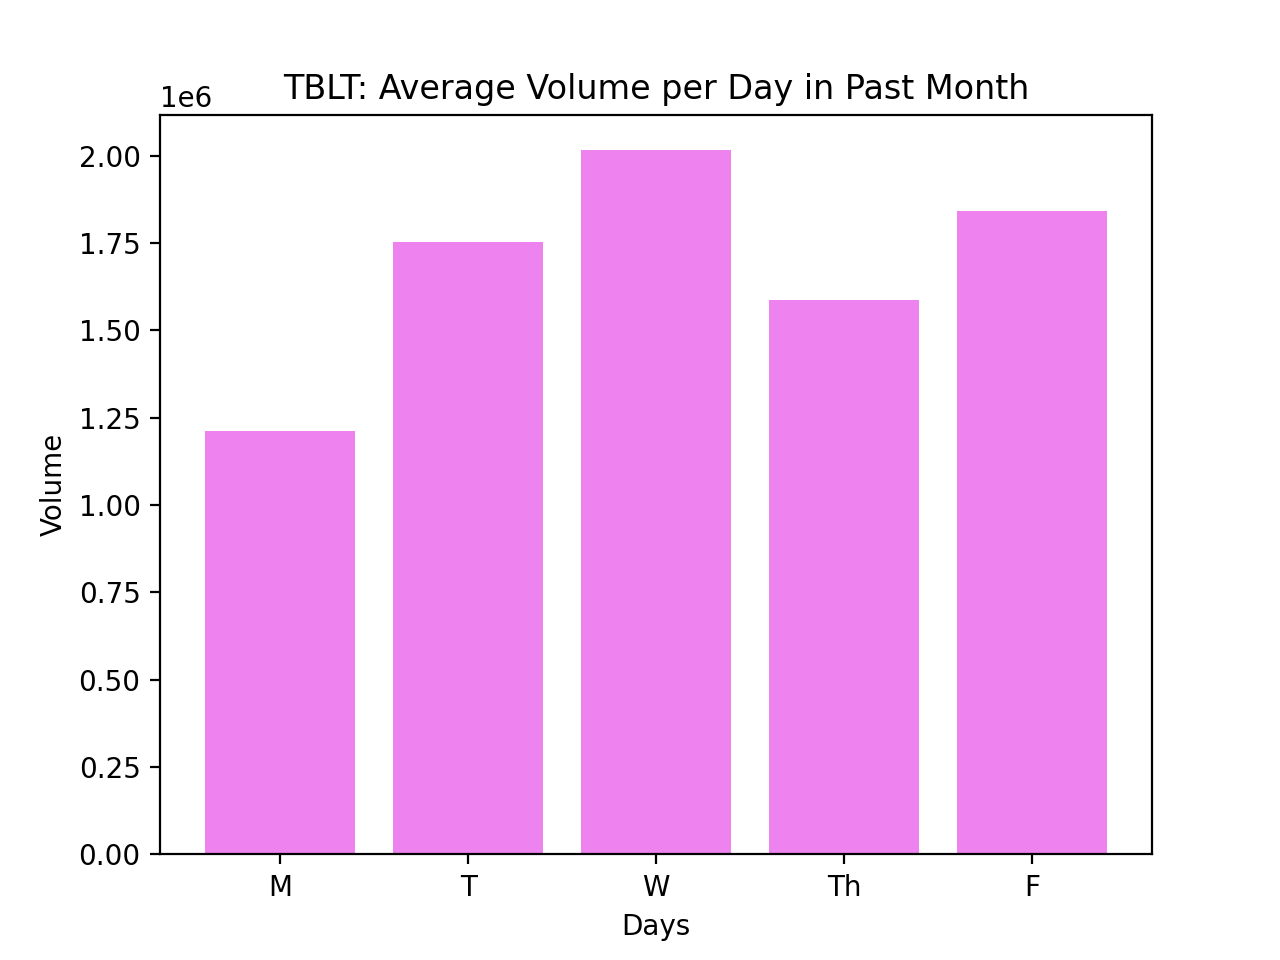 TBLT: Average Volume per Day in Past Month
1e6
2.00
1.75
1.50
1.25
1.00
0.75
0.50
0.25
0.00
Volume
M
T
W
Th
F
Days